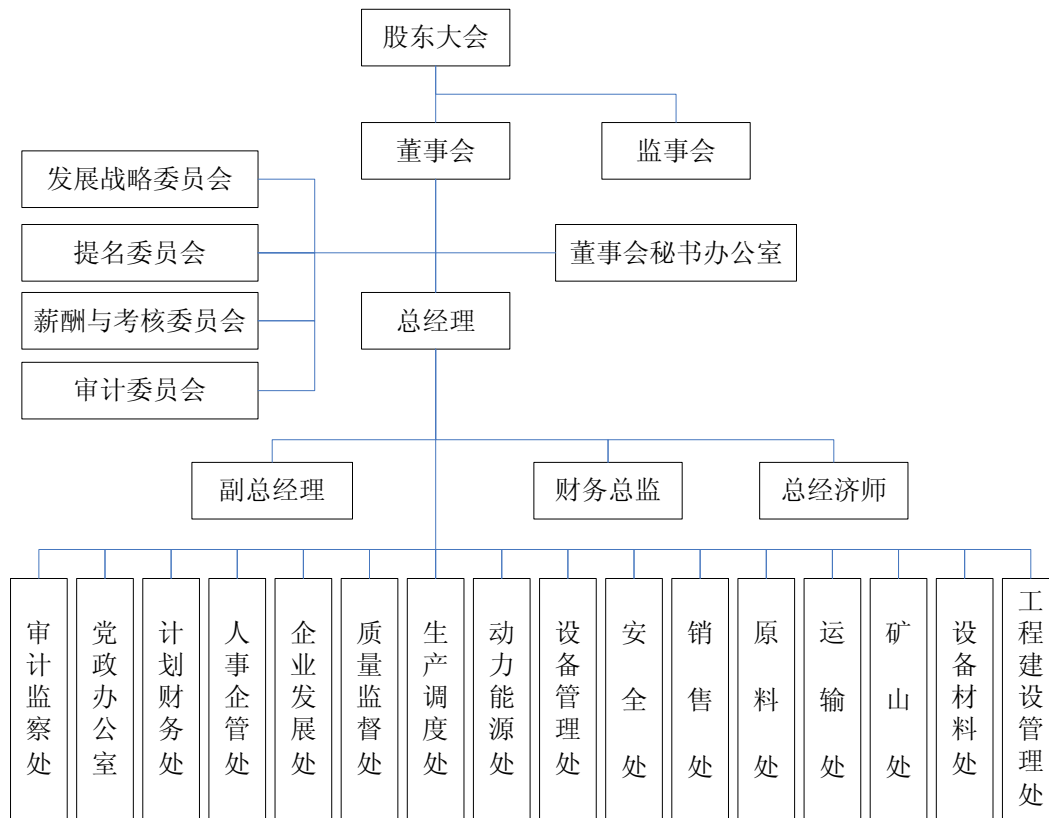 股东大会
董事会
监事会
发展战略委员会
提名委员会
董事会秘书办公室
薪酬与考核委员会
总经理
审计委员会
副总经理
财务总监
总经济师
审计监察处
党政办公室
计划财务处
人事企管处
企业发展处
质量监督处
生产调度处
动力能源处
设备管理处
安全处
销售处
原料处
运输处
矿山处
设备材料处
工程建设管理处